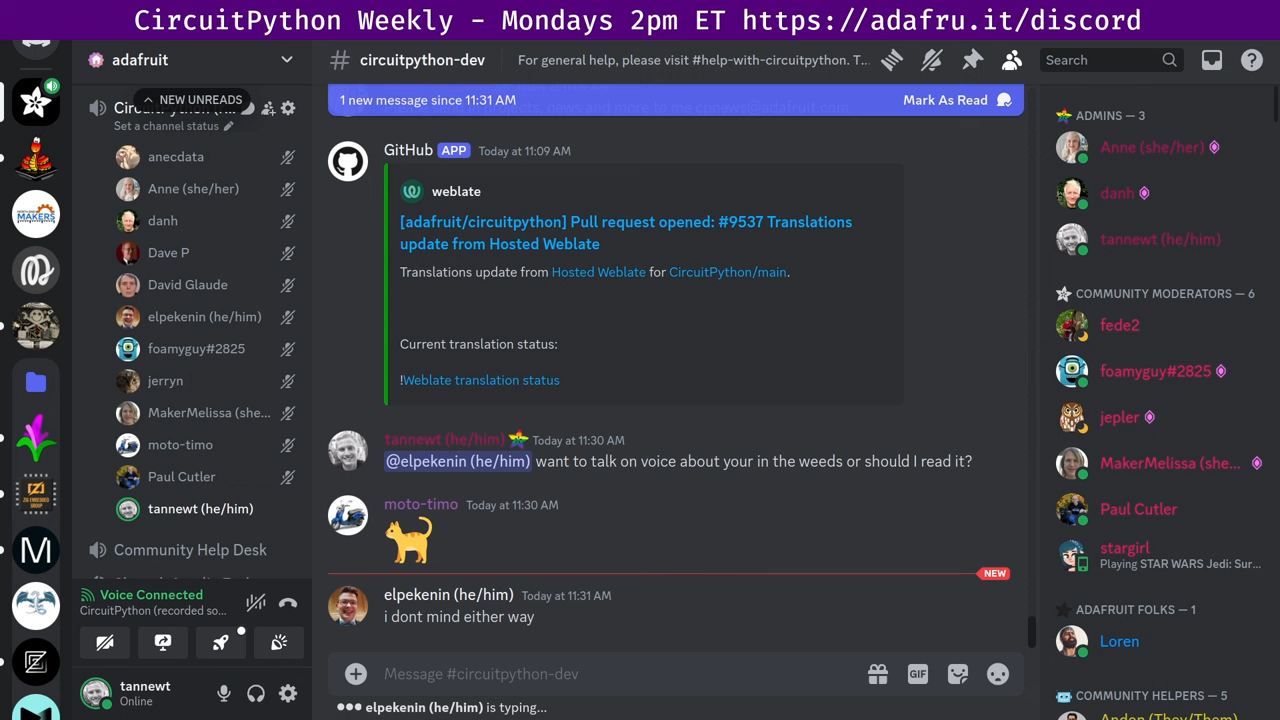 CircuitPython Weekly - Mondays 2pm ET https://adafru.it/discord
adafruit
NEW UNREADS
Set a channel status
anecdata
Anne (she/her)
danh
Dave P
David Glaude
elpekenin (he/him)
foamyguy#2825
jerryn
MakerMelissa (she...
moto-timo
Paul Cutler
tannewt (he/him)
Community Help Desk
Voice Connected
CircuitPython (recorded so...
tannewt
Online
# circuitpython-dev
For general help, please visit #help-with-circuitpython. T...
Search
1 new message since 11:31 AM
Mark As Read
GitHub APP Today at 11:09 AM
weblate
[adafruit/circuitpython] Pull request opened: #9537 Translations
update from Hosted Weblate
Translations update from Hosted Weblate for CircuitPython/main.
Current translation status:
!Weblate translation status
tannewt (he/him) Today at 11:30 AM
@elpekenin (he/him) want to talk on voice about your in the weeds or should I read it?
moto-timo Today at 11:30 AM
NEW
elpekenin (he/him) Today at 11:31 AM
i dont mind either way
Message #circuitpython-dev
GIF
elpekenin (he/him) is typing...
ADMINS — 3
Anne (she/her)
danh
tannewt (he/him)
COMMUNITY MODERATORS — 6
fede2
foamyguy#2825
jepler
MakerMelissa (she...
Paul Cutler
stargirl
Playing STAR WARS Jedi: Sur...
ADAFRUIT FOLKS — 1
Loren
COMMUNITY HELPERS — 5